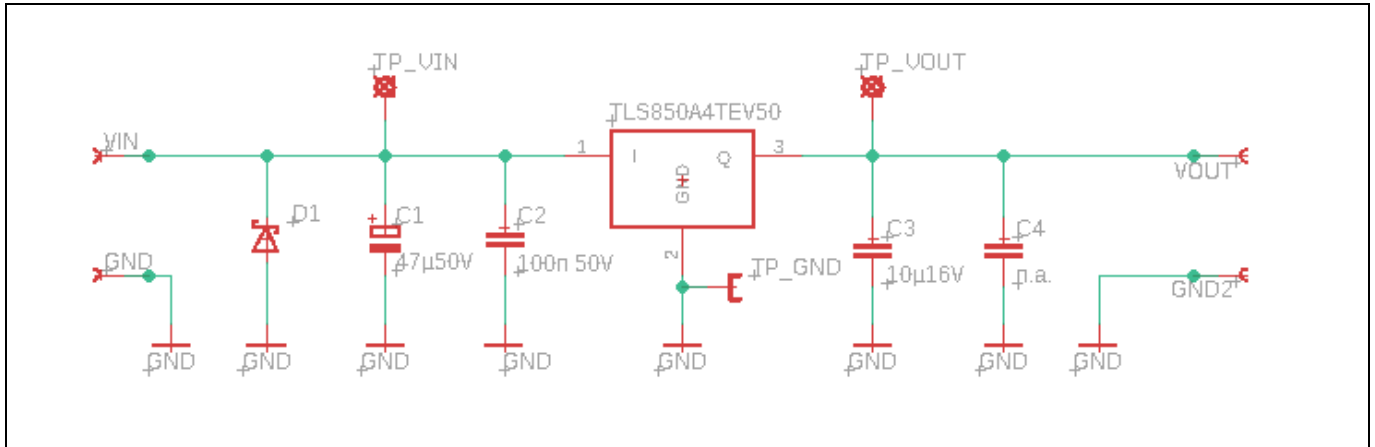 TP_VIN
TP_VOUT
TLS850A4TEV50
VIN
1
I
GND
Q
3
VOUT
D1
C1
47µ50V
C2
100n 50V
2
TP_GND
C3
10µ16V
C4
n.a.
GND
GND2
GND
GND
GND
GND
GND
GND
GND
GND